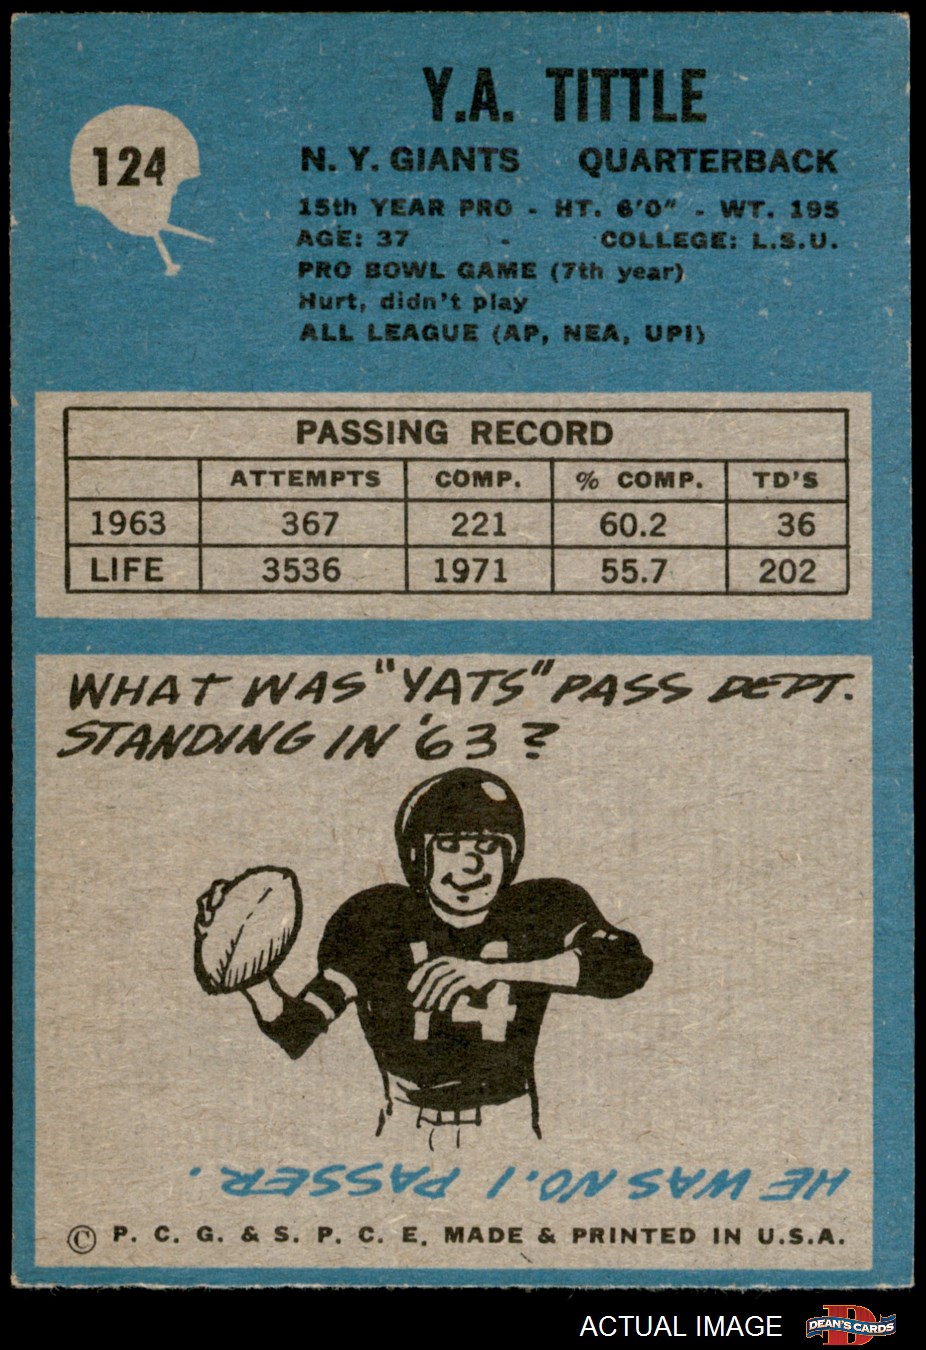 Y.A. TITTLE
124
N. Y. GIANTS QUARTERBACK
15th YEAR PRO - HT. 6'0" - WT. 195
AGE: 37 - COLLEGE: L.S.U.
PRO BOWL GAME (7th year)
Hurt, didn't play
ALL LEAGUE (AP, NEA, UPI)
PASSING RECORD
ATTEMPTS COMP. % COMP. TD'S
1963 367 221 60.2 36
LIFE 3536 1971 55.7 202
WHAT WAS "YATS" PASS DEPT.
STANDING IN '63?
14
HE WAS NO. 1 PASSER.
© P. C. G. & S. P. C. E. MADE & PRINTED IN U.S.A.
ACTUAL IMAGE
D
DEAN'S CARDS